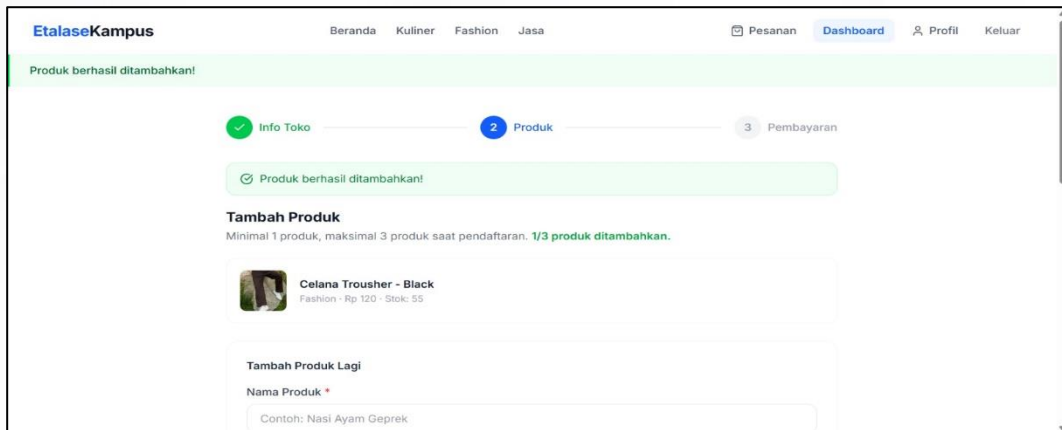 EtalaseKampus Beranda Kuliner Fashion Jasa Pesanan Dashboard Profil Keluar
Produk berhasil ditambahkan!
Info Toko 2 Produk 3 Pembayaran
Produk berhasil ditambahkan!
Tambah Produk
Minimal 1 produk, maksimal 3 produk saat pendaftaran. 1/3 produk ditambahkan.
Celana Trousher - Black
Fashion - Rp 120 - Stok: 55
Tambah Produk Lagi
Nama Produk *
Contoh: Nasi Ayam Geprek